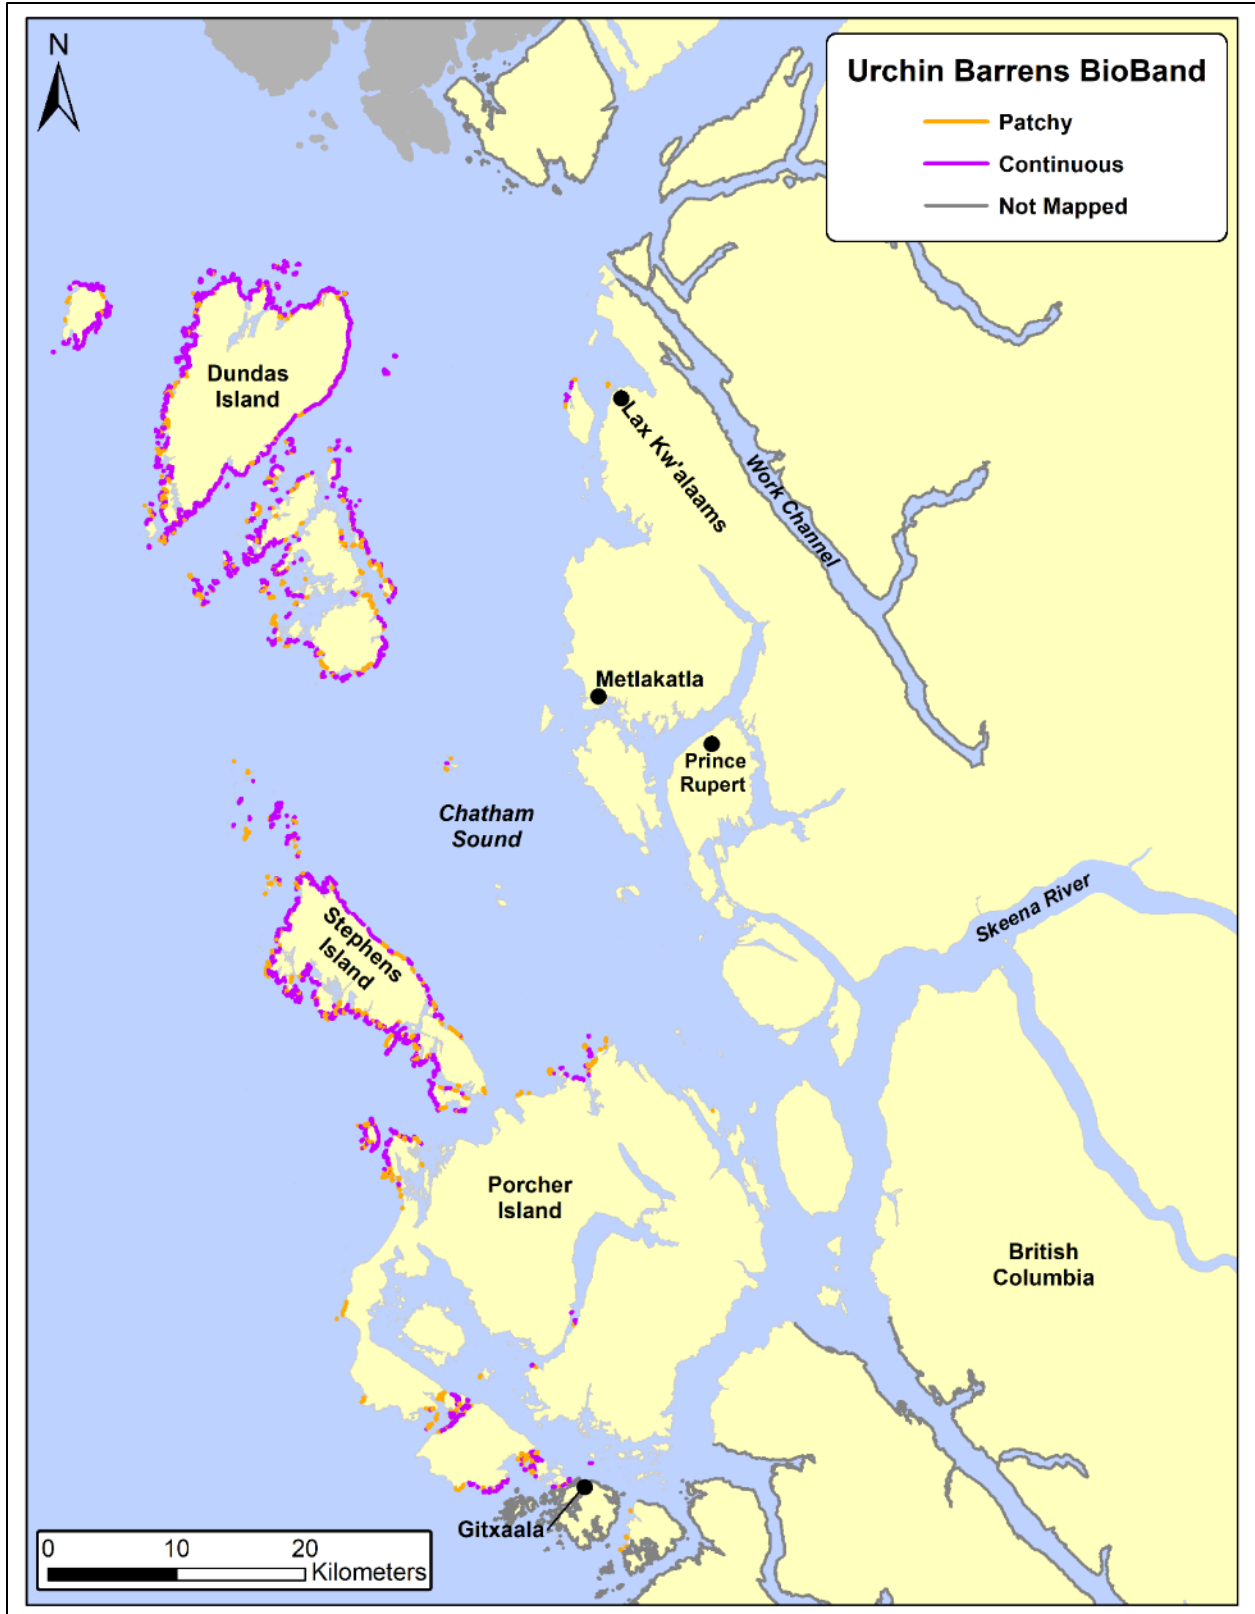 N
Urchin Barrens BioBand
Patchy
Continuous
Not Mapped
Dundas
Island
Lax Kw'alaams
Work Channel
Metlakatla
Prince
Rupert
Chatham
Sound
Skeena River
Stephens
Island
Porcher
Island
British
Columbia
Gitxaala
0 10 20
Kilometers